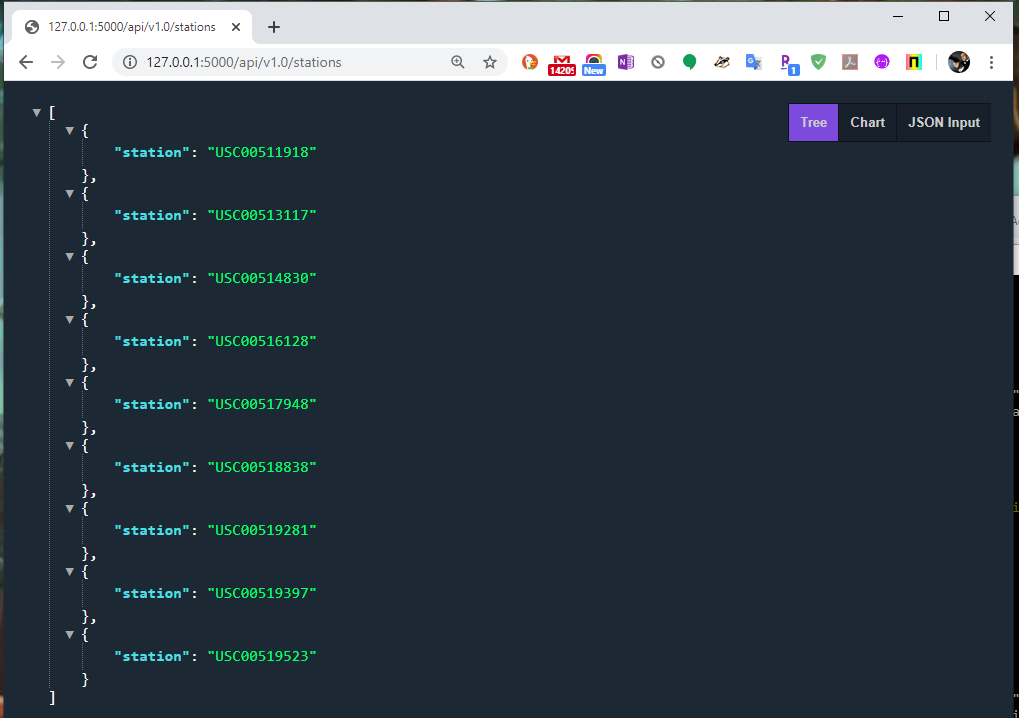 127.0.0.1:5000/api/v1.0/stations
127.0.0.1:5000/api/v1.0/stations
14205
New
1
Tree
Chart
JSON Input
[
{
"station": "USC00511918"
},
{
"station": "USC00513117"
},
{
"station": "USC00514830"
},
{
"station": "USC00516128"
},
{
"station": "USC00517948"
},
{
"station": "USC00518838"
},
{
"station": "USC00519281"
},
{
"station": "USC00519397"
},
{
"station": "USC00519523"
}
]